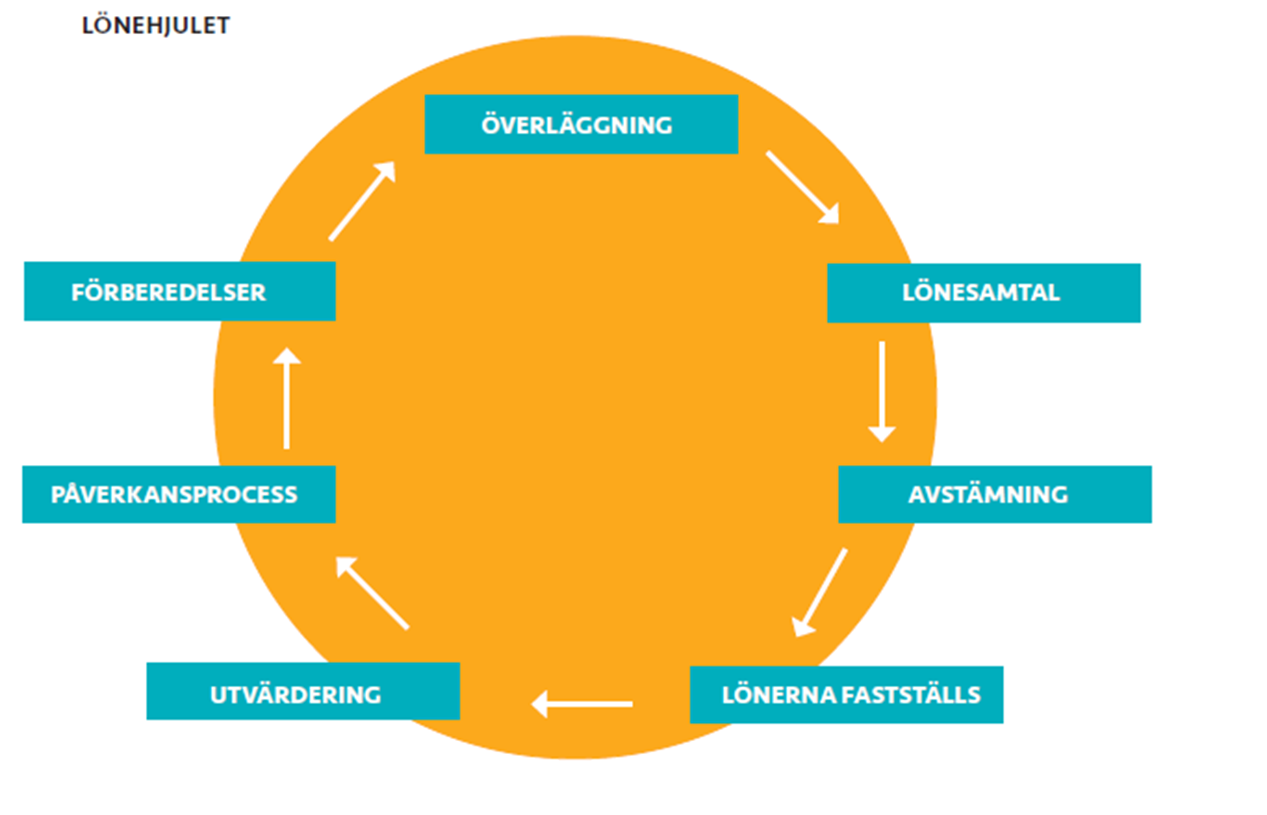 LÖNEHJULET
ÖVERLÄGGNING
LÖNESAMTAL
AVSTÄMNING
LÖNERNA FASTSTÄLLS
UTVÄRDERING
PÅVERKANSPROCESS
FÖRBEREDELSER